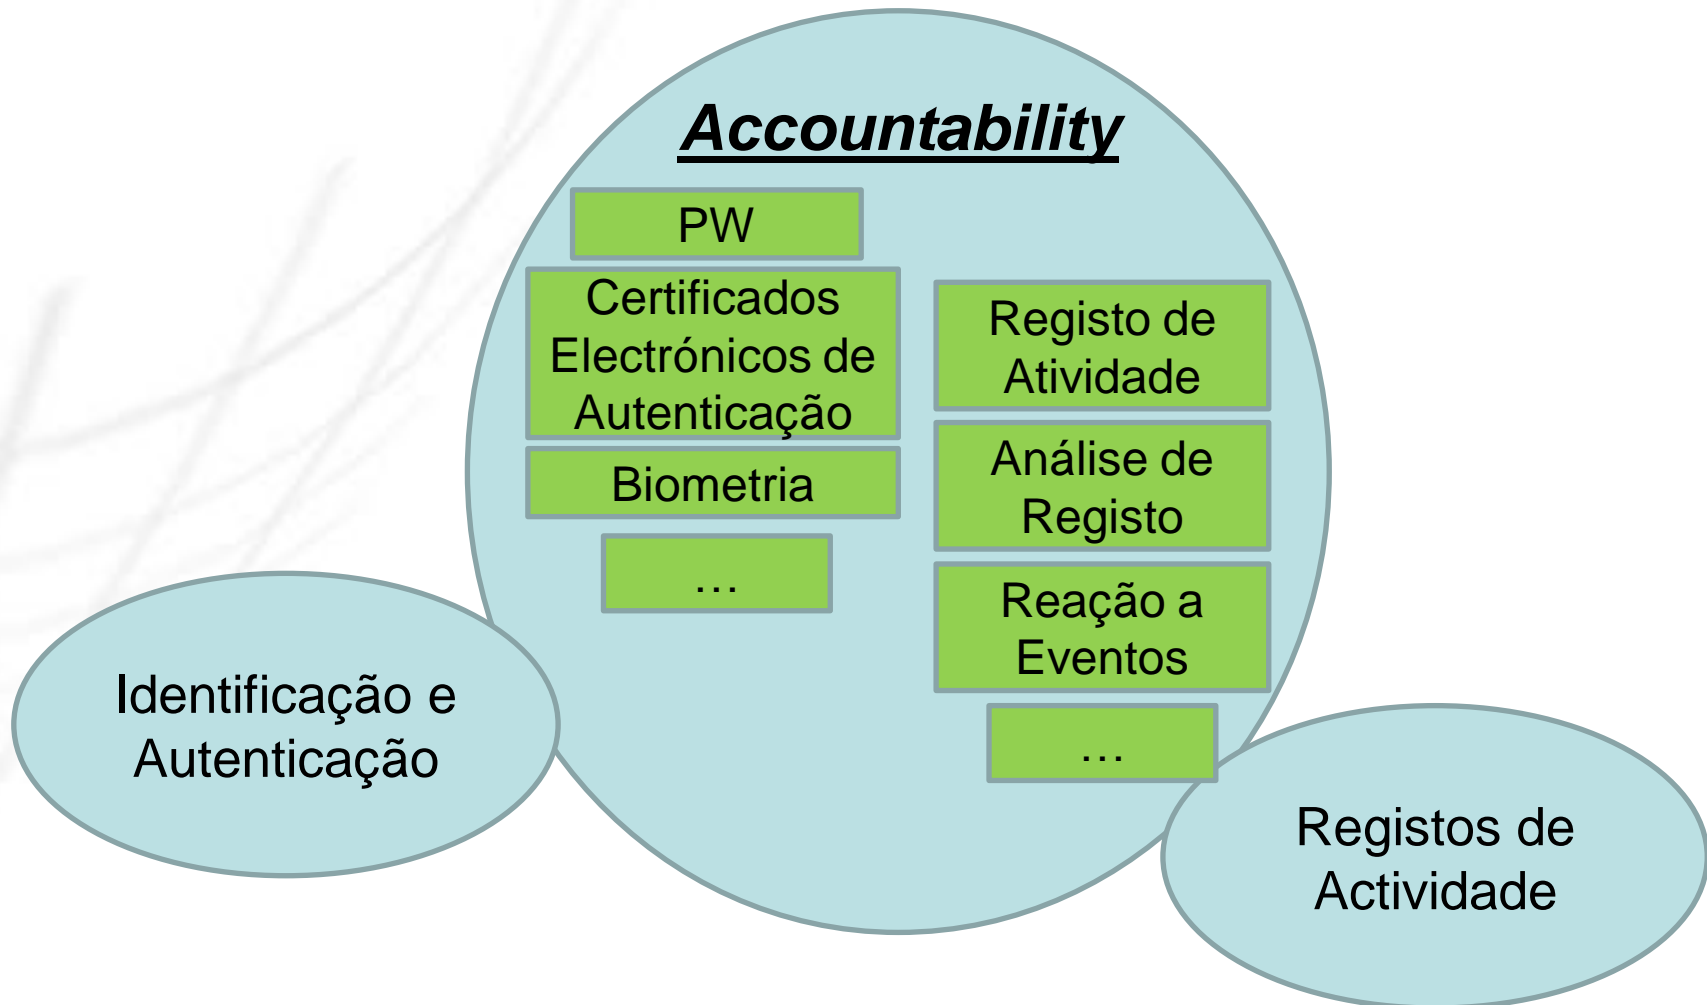 Accountability
PW
Certificados
Electrónicos de
Autenticação
Biometria
…
Registo de
Atividade
Análise de
Registo
Reação a
Eventos
…
Identificação e
Autenticação
Registos de
Actividade